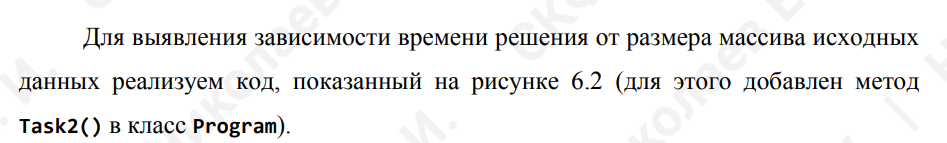 Для выявления зависимости времени решения от размера массива исходных
данных реализуем код, показанный на рисунке 6.2 (для этого добавлен метод
Task2() в класс Program).